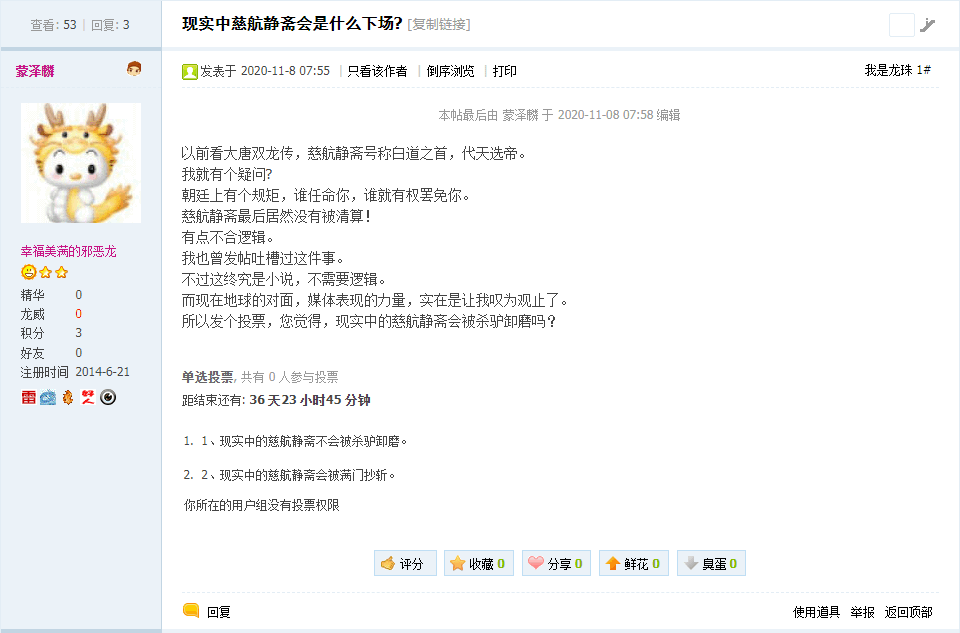 查看: 53 | 回复: 3
现实中慈航静斋会是什么下场? [复制链接]
蒙泽麟
发表于 2020-11-8 07:55 | 只看该作者 | 倒序浏览 | 打印
我是龙珠 1#
本帖最后由 蒙泽麟 于 2020-11-08 07:58 编辑
以前看大唐双龙传，慈航静斋号称白道之首，代天选帝。
我就有个疑问?
朝廷上有个规矩，谁任命你，谁就有权罢免你。
慈航静斋最后居然没有被清算！
有点不合逻辑。
我也曾发帖吐槽过这件事。
不过这终究是小说，不需要逻辑。
而现在地球的对面，媒体表现的力量，实在是让我叹为观止了。
所以发个投票，您觉得，现实中的慈航静斋会被杀驴卸磨吗？
幸福美满的邪恶龙
精华 0
龙威 0
积分 3
好友 0
注册时间 2014-6-21
单选投票, 共有 0 人参与投票
距结束还有: 36 天23 小时45 分钟
1. 1、现实中的慈航静斋不会被杀驴卸磨。
2. 2、现实中的慈航静斋会被满门抄斩。
你所在的用户组没有投票权限
评分 收藏 0 分享 0 鲜花 0 臭蛋 0
回复
使用道具 举报 返回顶部